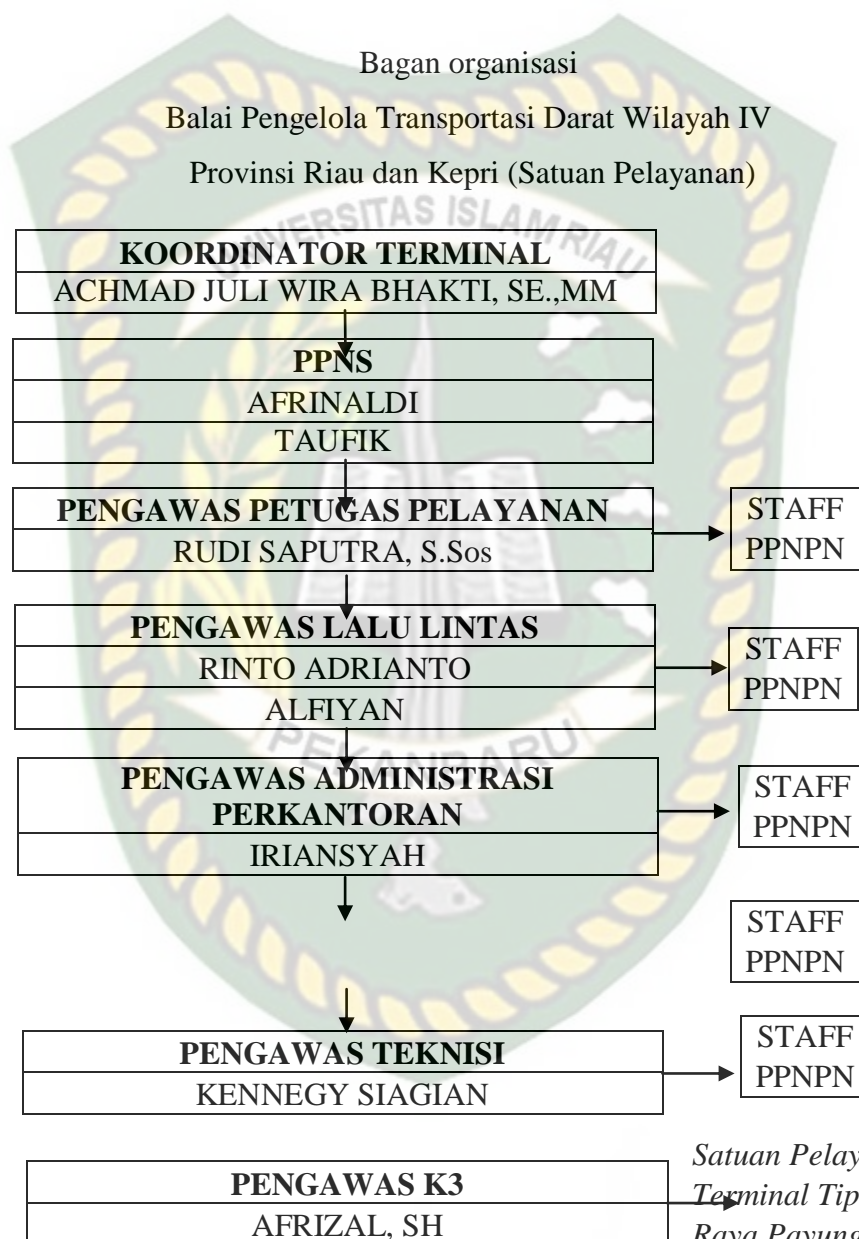 Bagan organisasi
Balai Pengelola Transportasi Darat Wilayah IV
Provinsi Riau dan Kepri (Satuan Pelayanan)
UNIVERSITAS ISLAM RIAU
KOORDINATOR TERMINAL
ACHMAD JULI WIRA BHAKTI, SE.,MM
PPNS
AFRINALDI
TAUFIK
PENGAWAS PETUGAS PELAYANAN
RUDI SAPUTRA, S.Sos
STAFF
PPNPN
PENGAWAS LALU LINTAS
RINTO ADRIANTO
ALFIYAN
STAFF
PPNPN
PEKANBARU
PENGAWAS ADMINISTRASI
PERKANTORAN
IRIANSYAH
STAFF
PPNPN
STAFF
PPNPN
PENGAWAS TEKNISI
KENNEGY SIAGIAN
STAFF
PPNPN
PENGAWAS K3
AFRIZAL, SH
Satuan Pelay
Terminal Tip
Raya Payung